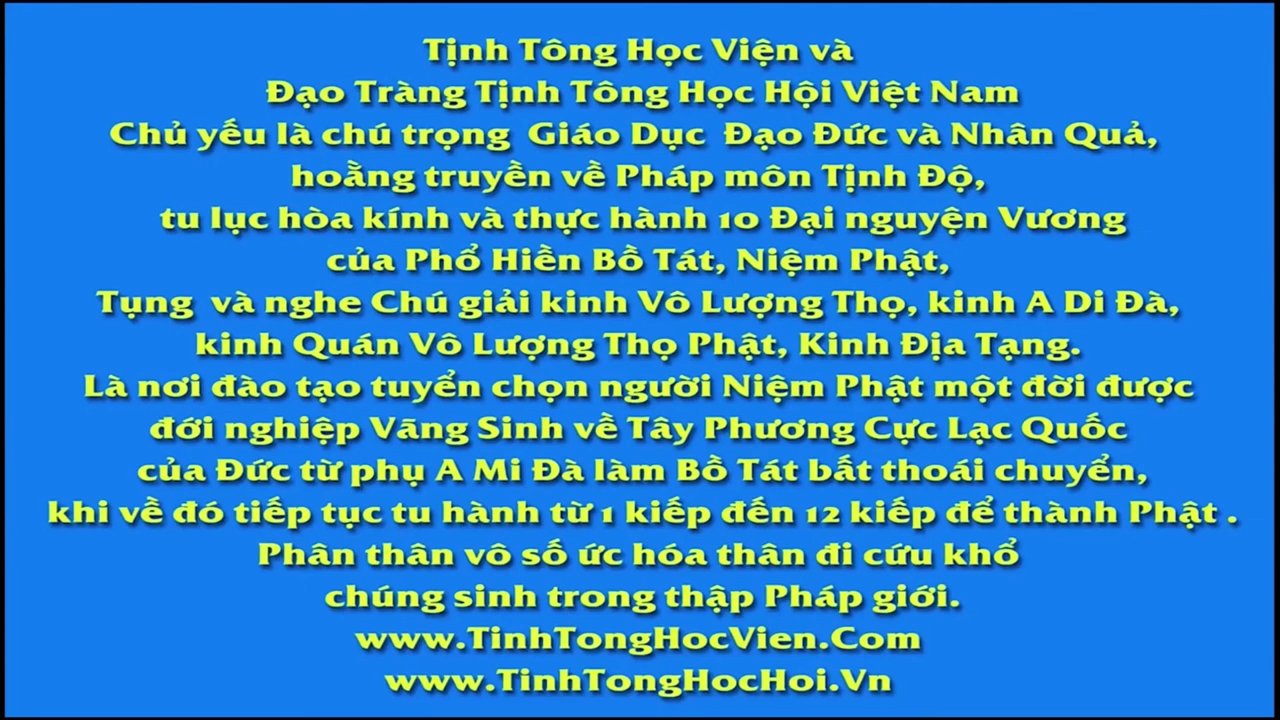 Tịnh Tông Học Viện và
Đạo Tràng Tịnh Tông Học Hội Việt Nam
Chủ yếu là chú trọng Giáo Dục Đạo Đức và Nhân Quả,
hoằng truyền về Pháp môn Tịnh Độ,
tu lục hòa kính và thực hành 10 Đại nguyện Vương
của Phổ Hiền Bồ Tát, Niệm Phật,
Tụng và nghe Chú giải kinh Vô Lượng Thọ, kinh A Di Đà,
kinh Quán Vô Lượng Thọ Phật, Kinh Địa Tạng.
Là nơi đào tạo tuyển chọn người Niệm Phật một đời được
đới nghiệp Vãng Sinh về Tây Phương Cực Lạc Quốc
của Đức từ phụ A Mi Đà làm Bồ Tát bất thoái chuyển,
khi về đó tiếp tục tu hành từ 1 kiếp đến 12 kiếp để thành Phật .
Phân thân vô số ức hóa thân đi cứu khổ
chúng sinh trong thập Pháp giới.
www.TinhTongHocVien.Com
www.TinhTongHocHoi.Vn